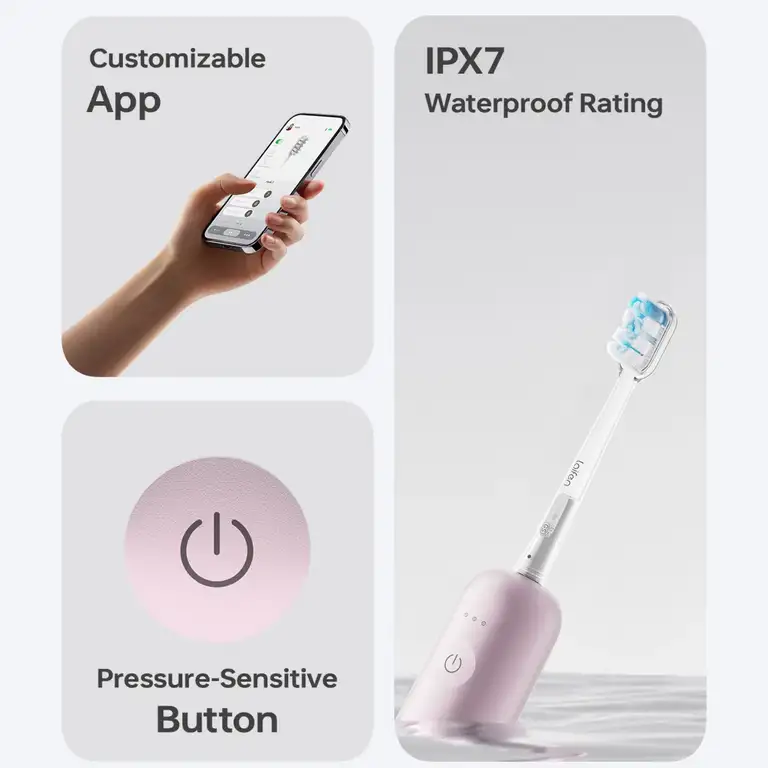 Customizable
App
IPX7
Waterproof Rating
laifen
Pressure-Sensitive
Button